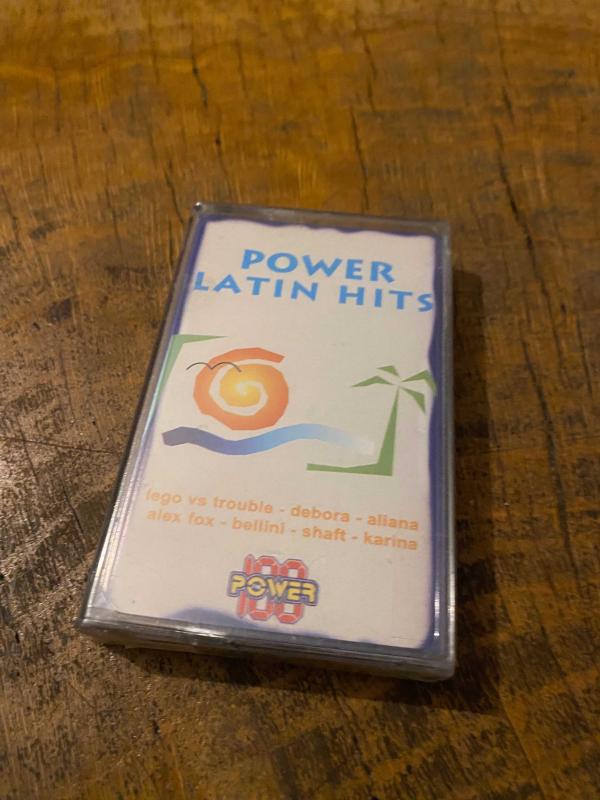 POWER
LATIN HITS
lego vs trouble - debora - aliana
alex fox - bellini - shaft - karina
100
POWER